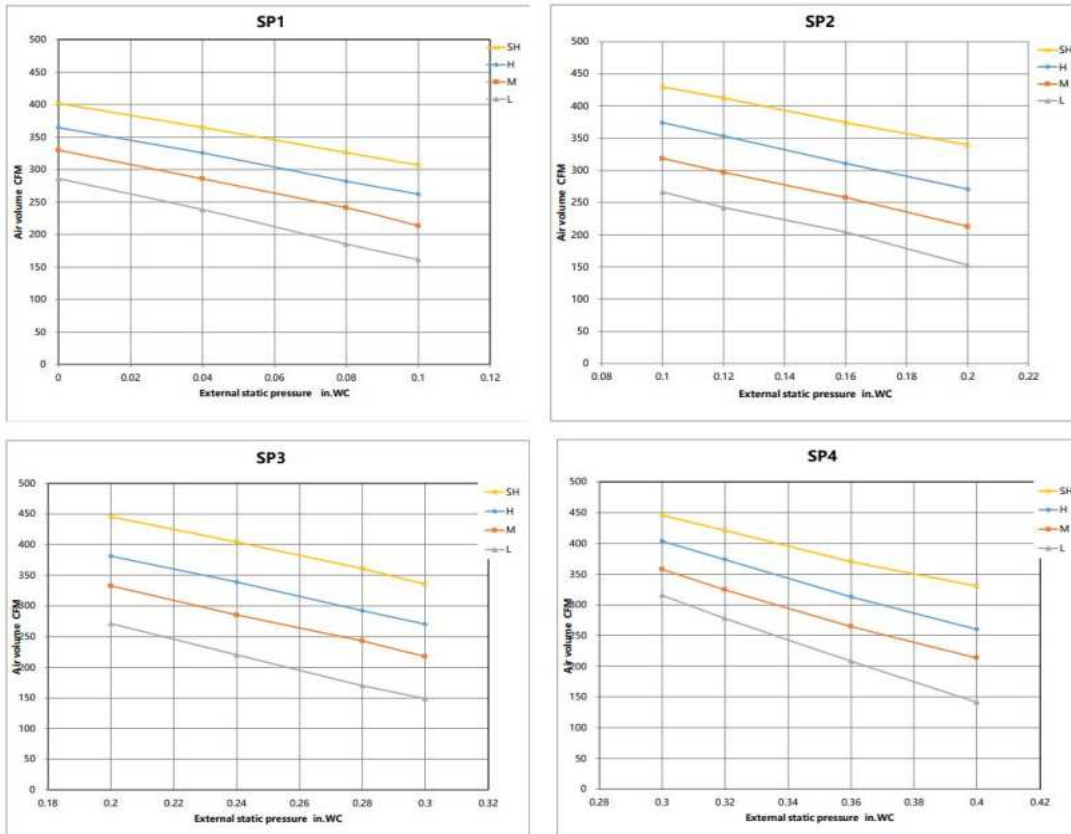 SP1
500
450
400
350
300
250
200
150
100
50
0
Air volume CFM
0
0.02
0.04
0.06
0.08
0.1
0.12
External static pressure in.WC
SH
H
M
L
SP2
500
450
400
350
300
250
200
150
100
50
0
Air volume CFM
0.08
0.1
0.12
0.14
0.16
0.18
0.2
0.22
External static pressure in.WC
SH
H
M
L
SP3
500
450
400
350
300
250
200
150
100
50
0
Air volume CFM
0.18
0.2
0.22
0.24
0.26
0.28
0.3
0.32
External static pressure in.WC
SH
H
M
L
SP4
500
450
400
350
300
250
200
150
100
50
0
Air volume CFM
0.28
0.3
0.32
0.34
0.36
0.38
0.4
0.42
External static pressure in.WC
SH
H
M
L